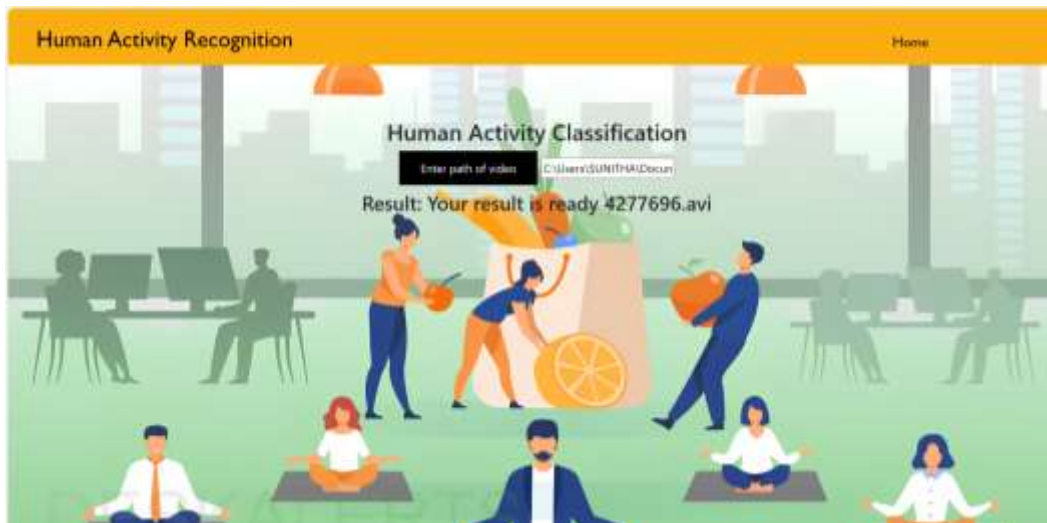 Human Activity Recognition
Home
Human Activity Classification
Enter path of video C:\Users\SUNITHA\Docun
Result: Your result is ready 4277696.avi